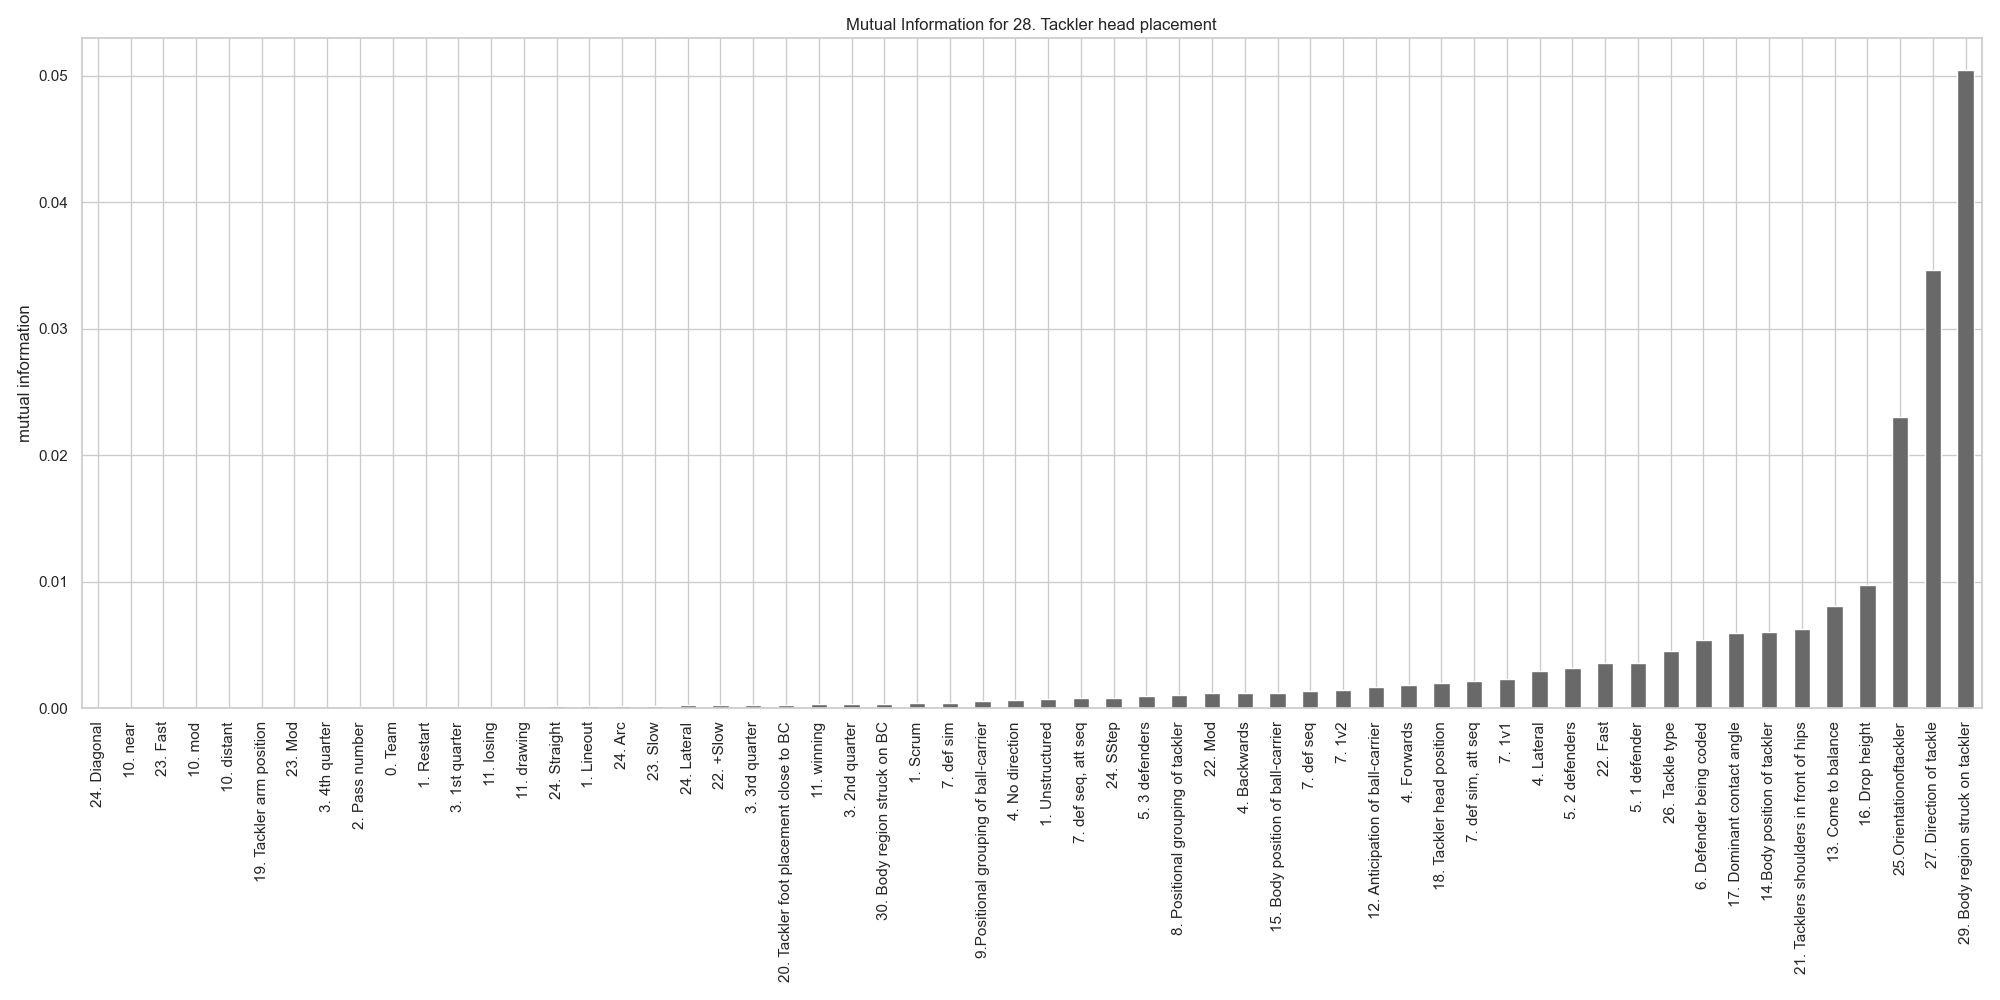 Mutual Information for 28. Tackler head placement
mutual information
0.05
0.04
0.03
0.02
0.01
0.00
24. Diagonal
10. near
23. Fast
10. mod
10. distant
19. Tackler arm position
23. Mod
3. 4th quarter
2. Pass number
0. Team
1. Restart
3. 1st quarter
11. losing
11. drawing
24. Straight
1. Lineout
24. Arc
23. Slow
24. Lateral
22. +Slow
3. 3rd quarter
20. Tackler foot placement close to BC
11. winning
3. 2nd quarter
30. Body region struck on BC
1. Scrum
7. def sim
9.Positional grouping of ball-carrier
4. No direction
1. Unstructured
7. def seq, att seq
24. SStep
5. 3 defenders
8. Positional grouping of tackler
22. Mod
4. Backwards
15. Body position of ball-carrier
7. def seq
7. 1v2
12. Anticipation of ball-carrier
4. Forwards
18. Tackler head position
7. def sim, att seq
7. 1v1
4. Lateral
5. 2 defenders
22. Fast
5. 1 defender
26. Tackle type
6. Defender being coded
17. Dominant contact angle
14.Body position of tackler
21. Tacklers shoulders in front of hips
13. Come to balance
16. Drop height
25.Orientationoftackler
27. Direction of tackle
29. Body region struck on tackler